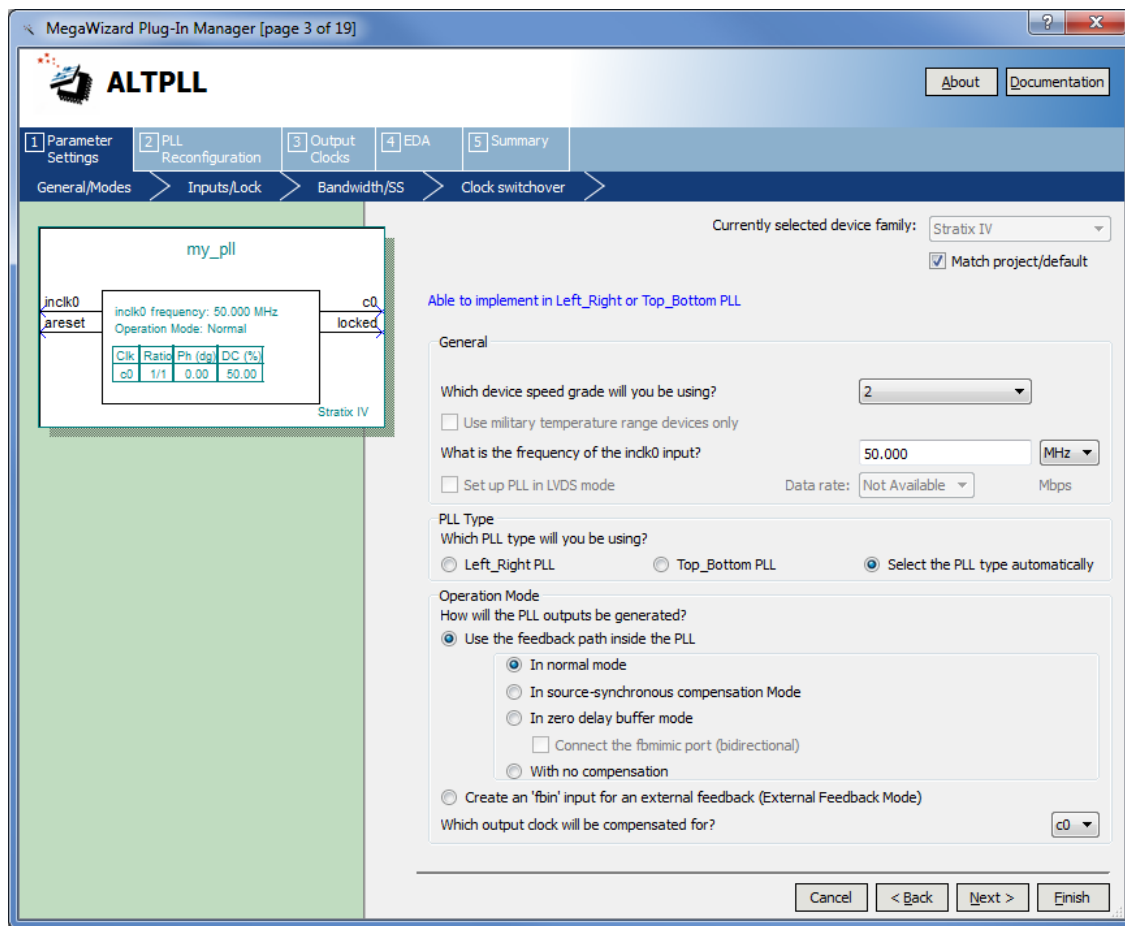 MegaWizard Plug-In Manager [page 3 of 19]
?
X
ALTPLL
About
Documentation
1 Parameter Settings
2 PLL Reconfiguration
3 Output Clocks
4 EDA
5 Summary
General/Modes
Inputs/Lock
Bandwidth/SS
Clock switchover
my_pll
inclk0
areset
c0
locked
inclk0 frequency: 50.000 MHz
Operation Mode: Normal
Clk Ratio Ph (dg) DC (%)
c0 1/1 0.00 50.00
Stratix IV
Currently selected device family: Stratix IV
Match project/default
Able to implement in Left_Right or Top_Bottom PLL
General
Which device speed grade will you be using? 2
Use military temperature range devices only
What is the frequency of the inclk0 input? 50.000 MHz
Set up PLL in LVDS mode Data rate: Not Available Mbps
PLL Type
Which PLL type will you be using?
Left_Right PLL Top_Bottom PLL Select the PLL type automatically
Operation Mode
How will the PLL outputs be generated?
Use the feedback path inside the PLL
In normal mode
In source-synchronous compensation Mode
In zero delay buffer mode
Connect the fbmimic port (bidirectional)
With no compensation
Create an 'fbin' input for an external feedback (External Feedback Mode)
Which output clock will be compensated for? c0
Cancel < Back Next > Finish